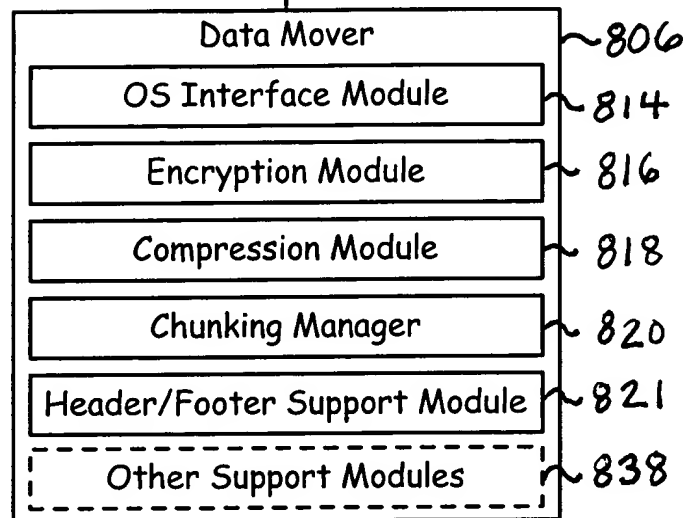 Data Mover 806
OS Interface Module 814
Encryption Module 816
Compression Module 818
Chunking Manager 820
Header/Footer Support Module 821
Other Support Modules 838